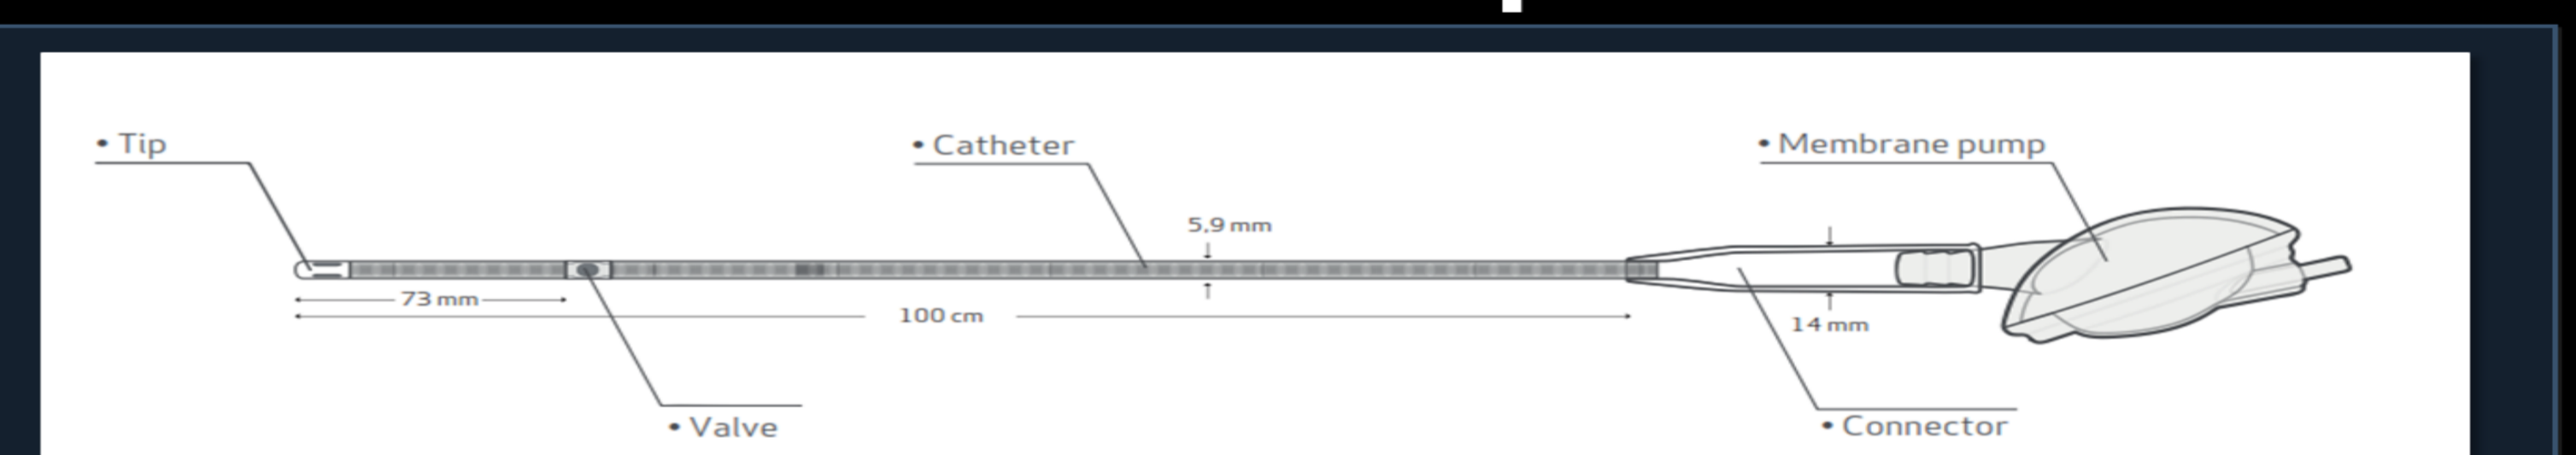 • Tip
• Catheter
• Membrane pump
5,9 mm
73 mm
100 cm
14 mm
• Valve
• Connector